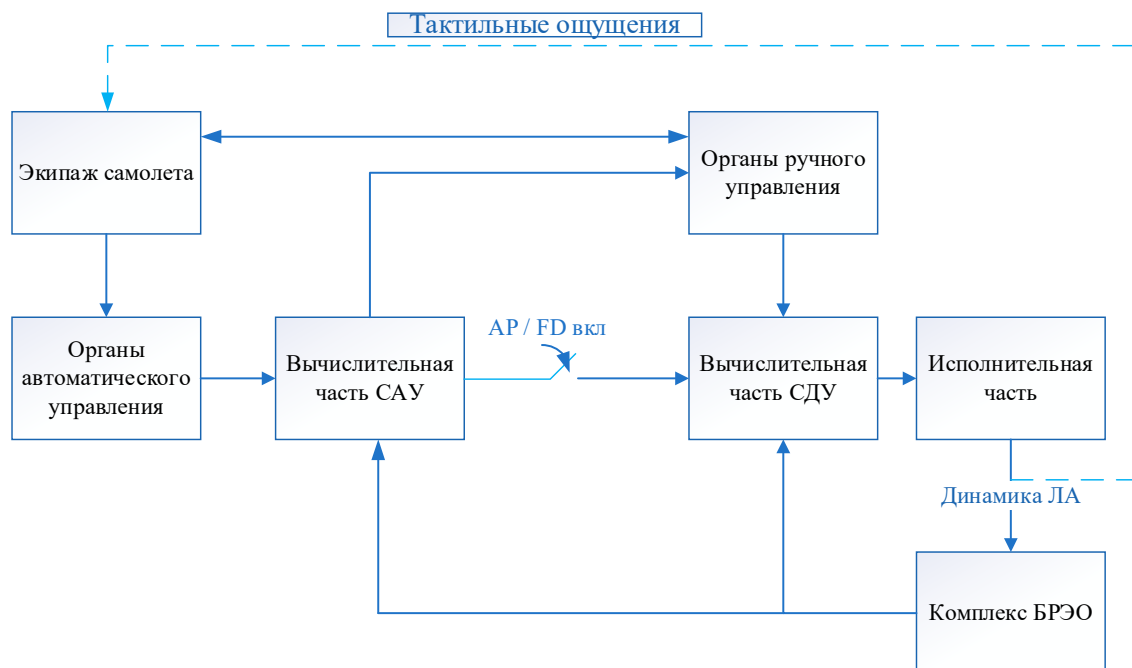 Тактильные ощущения
Экипаж самолета
Органы ручного
управления
AP / FD вкл
Органы
автоматического
управления
Вычислительная
часть САУ
Вычислительная
часть СДУ
Исполнительная
часть
Динамика ЛА
Комплекс БРЭО